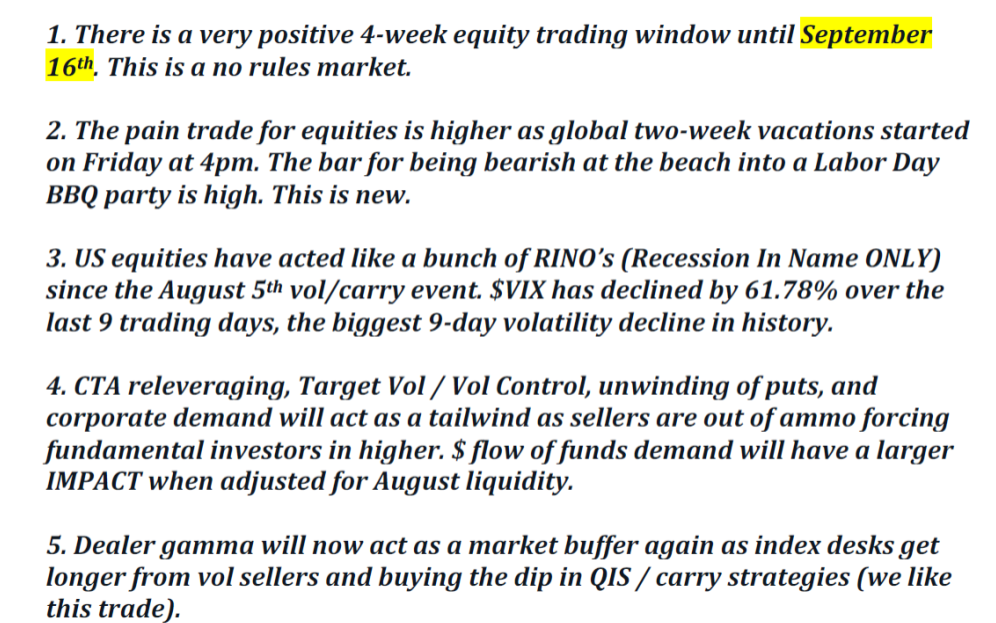 1. There is a very positive 4-week equity trading window until September
16th. This is a no rules market.
2. The pain trade for equities is higher as global two-week vacations started
on Friday at 4pm. The bar for being bearish at the beach into a Labor Day
BBQ party is high. This is new.
3. US equities have acted like a bunch of RINO’s (Recession In Name ONLY)
since the August 5th vol/carry event. $VIX has declined by 61.78% over the
last 9 trading days, the biggest 9-day volatility decline in history.
4. CTA releveraging, Target Vol / Vol Control, unwinding of puts, and
corporate demand will act as a tailwind as sellers are out of ammo forcing
fundamental investors in higher. $ flow of funds demand will have a larger
IMPACT when adjusted for August liquidity.
5. Dealer gamma will now act as a market buffer again as index desks get
longer from vol sellers and buying the dip in QIS / carry strategies (we like
this trade).